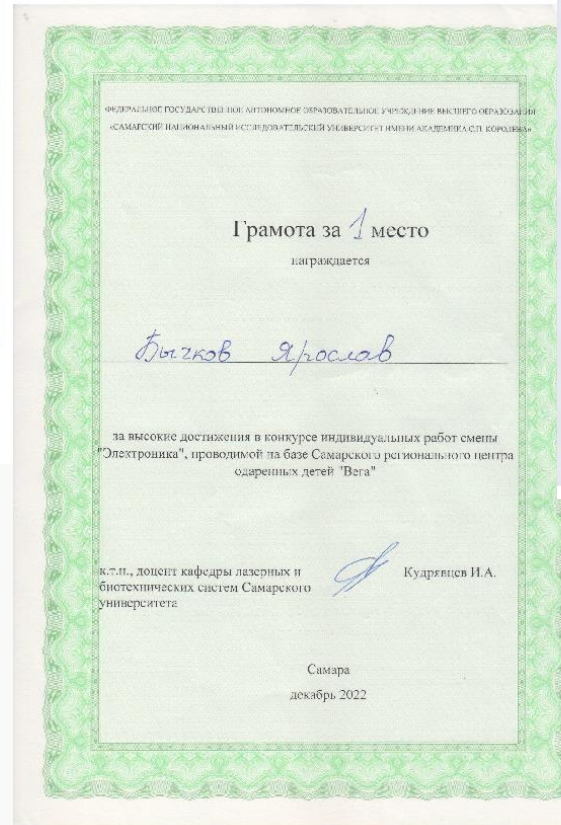 ФЕДЕРАЛЬНОЕ ГОСУДАРСТВЕННОЕ АВТОНОМНОЕ ОБРАЗОВАТЕЛЬНОЕ УЧРЕЖДЕНИЕ ВЫСШЕГО ОБРАЗОВАНИЯ
«САМАРСКИЙ НАЦИОНАЛЬНЫЙ ИССЛЕДОВАТЕЛЬСКИЙ УНИВЕРСИТЕТ ИМЕНИ АКАДЕМИКА С.П. КОРОЛЕВА»
Грамота за 1 место
награждается
Бычков Ярослав
за высокие достижения в конкурсе индивидуальных работ смены
"Электроника", проводимой на базе Самарского регионального центра
одаренных детей "Вега"
к.т.н., доцент кафедры лазерных и
биотехнических систем Самарского
университета
Кудрявцев И.А.
Самара
декабрь 2022